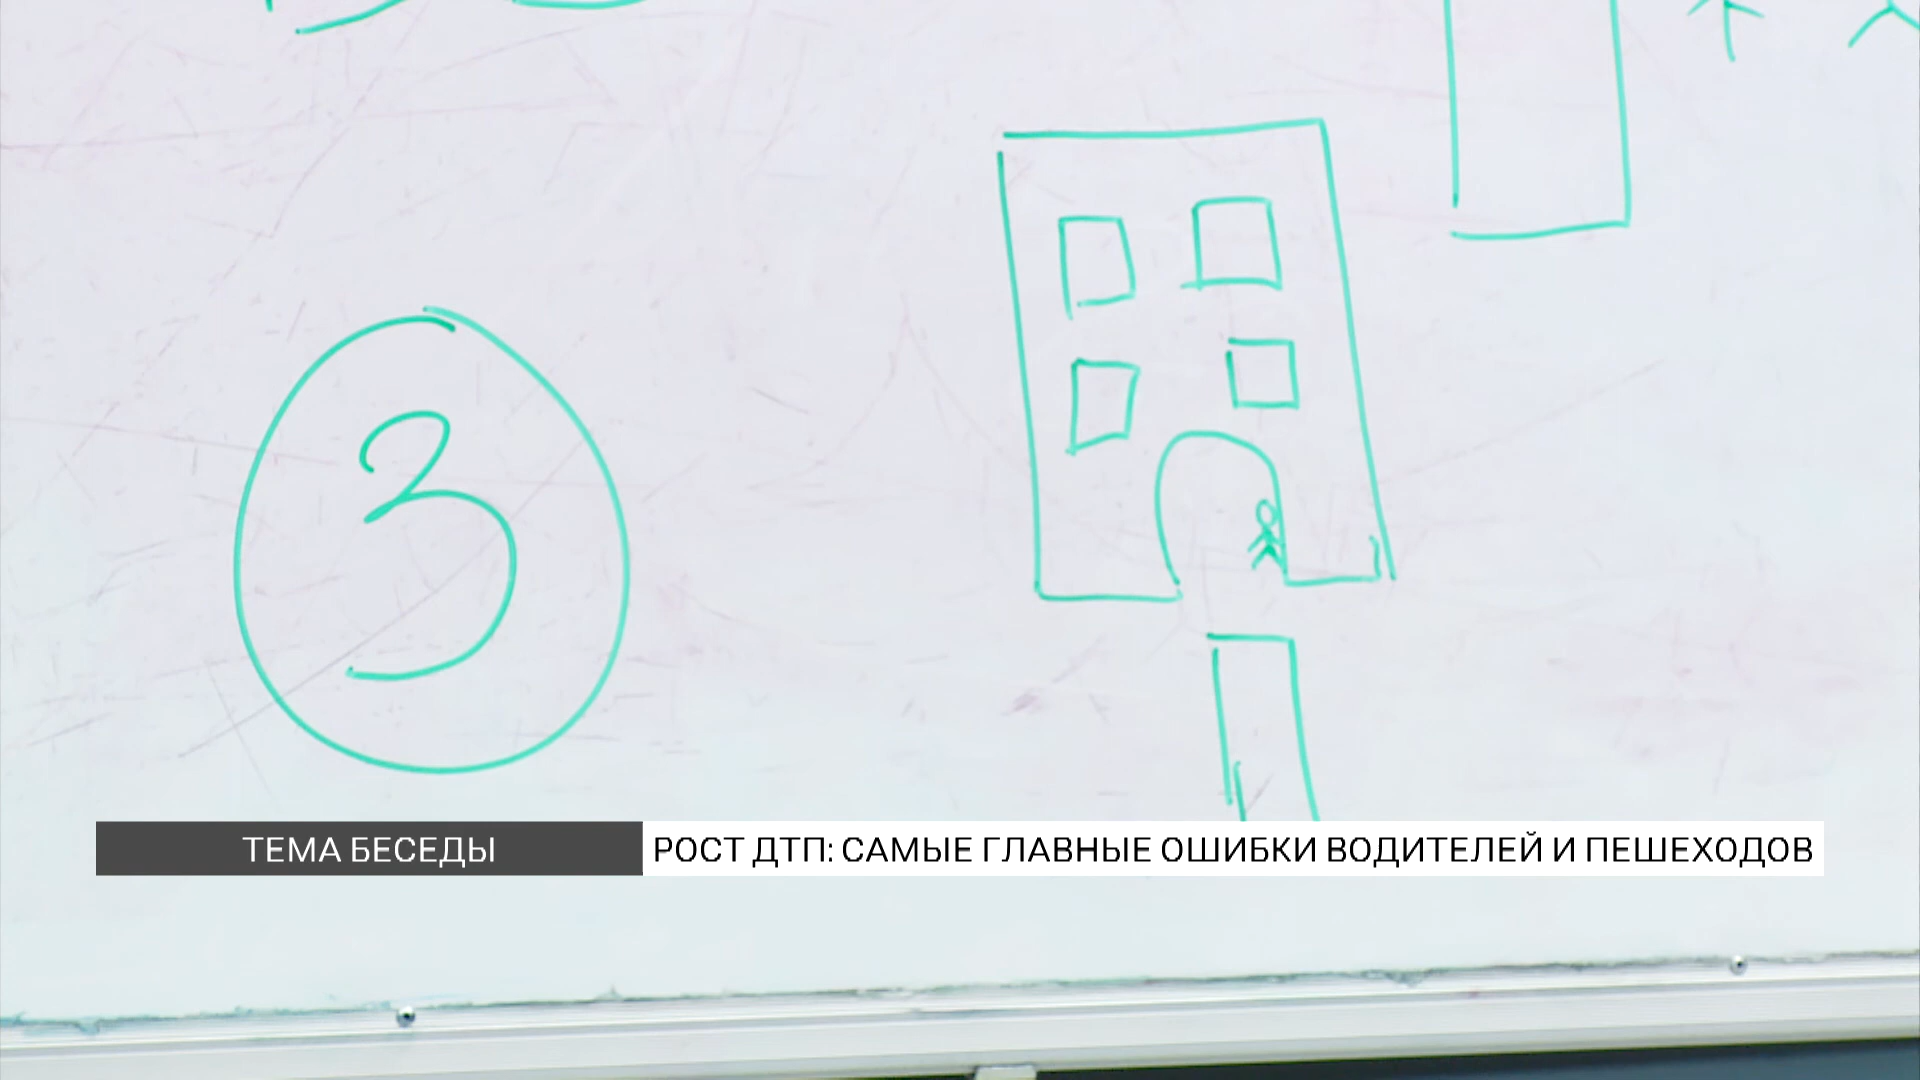 3
ТЕМА БЕСЕДЫ
РОСТ ДТП: САМЫЕ ГЛАВНЫЕ ОШИБКИ ВОДИТЕЛЕЙ И ПЕШЕХОДОВ